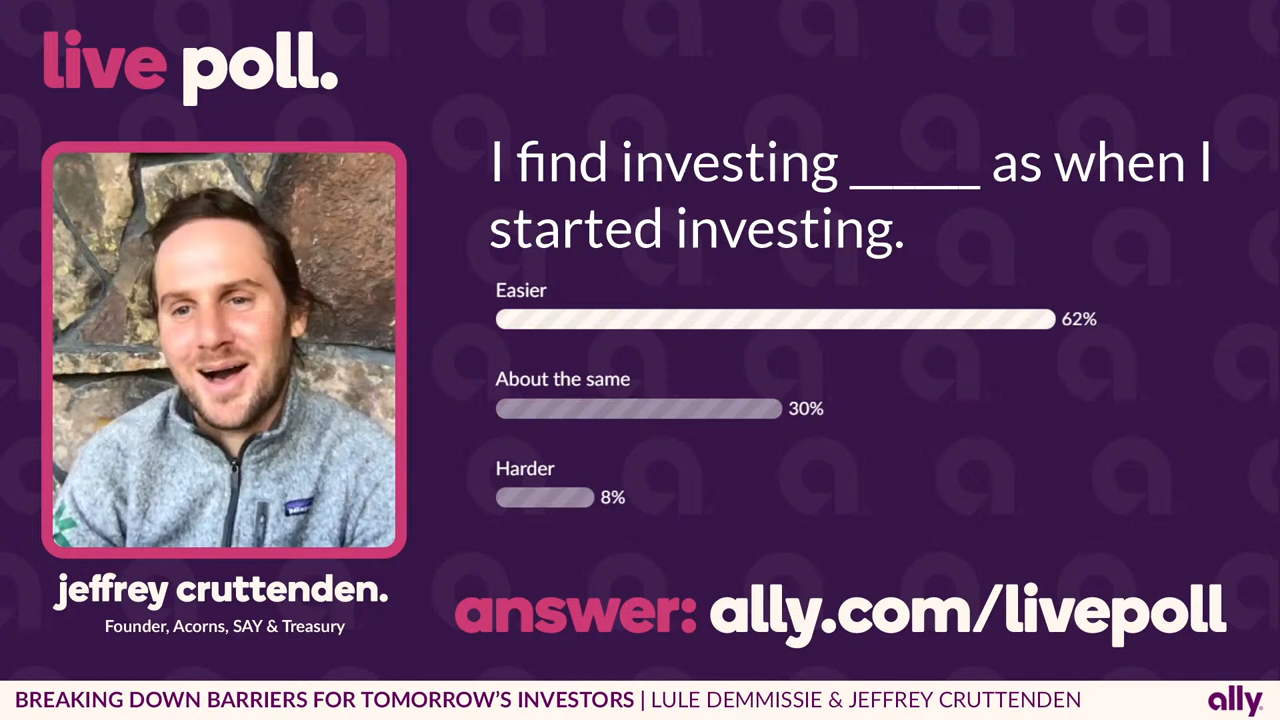 live poll.
I find investing _____ as when I
started investing.
Easier
62%
About the same
30%
Harder
8%
jeffrey cruttenden.
Founder, Acorns, SAY & Treasury
answer: ally.com/livepoll
BREAKING DOWN BARRIERS FOR TOMORROW'S INVESTORS | LULE DEMMISSIE & JEFFREY CRUTTENDEN
ally